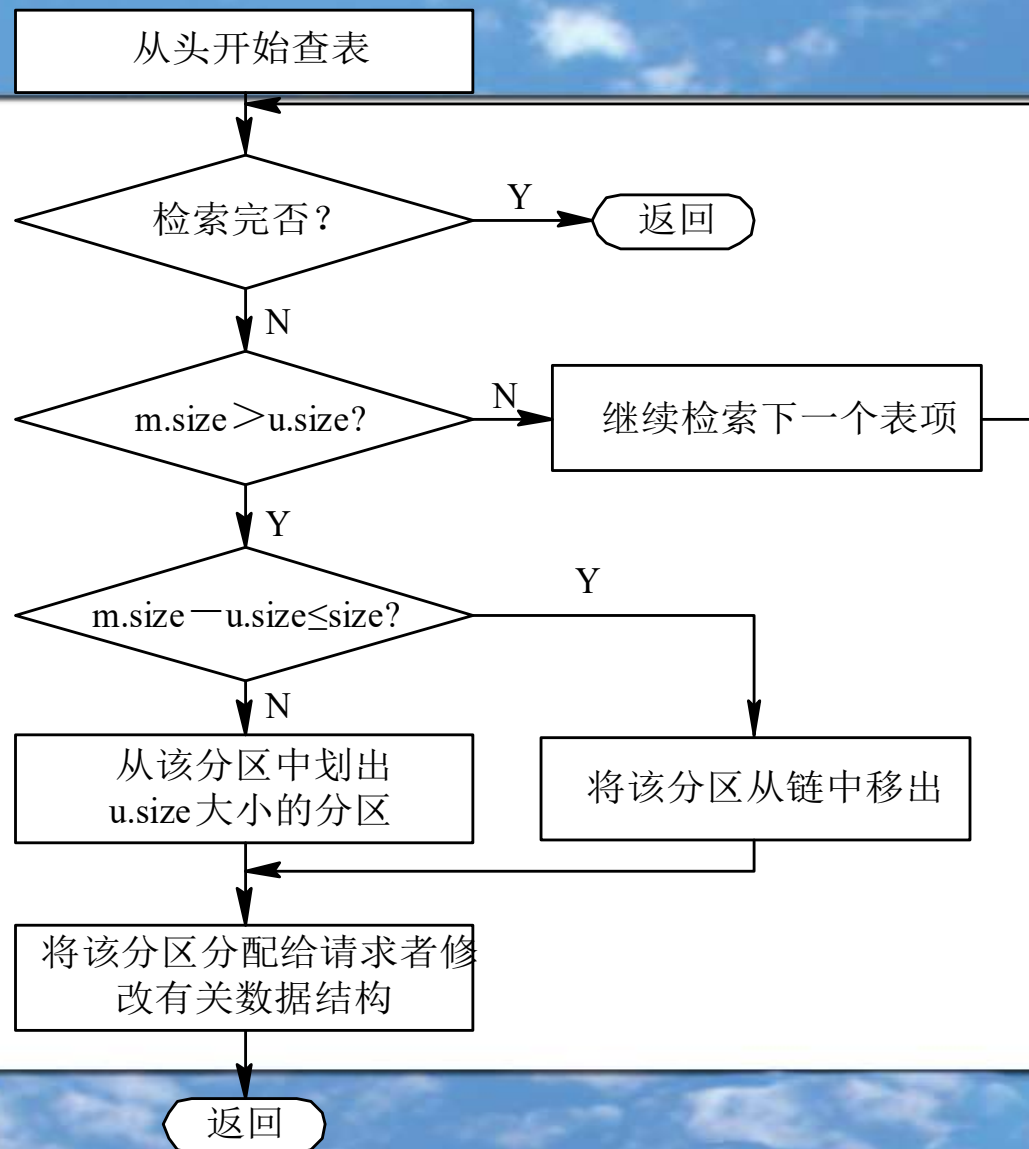 从头开始查表
检索完否？
Y
返回
N
m.size＞u.size?
N
继续检索下一个表项
Y
m.size－u.size≤size?
Y
N
从该分区中划出
u.size大小的分区
将该分区从链中移出
将该分区分配给请求者修
改有关数据结构
返回